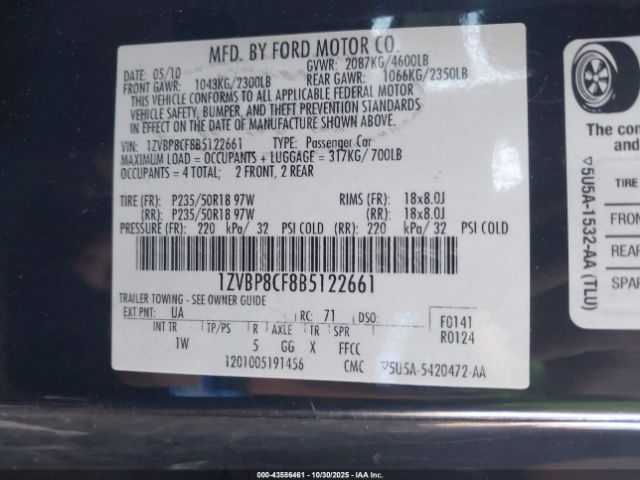 MFD. BY FORD MOTOR CO.
DATE: 05/10
GVWR: 2087KG/4600LB
FRONT GAWR: 1043KG/2300LB
REAR GAWR: 1066KG/2350LB
THIS VEHICLE CONFORMS TO ALL APPLICABLE FEDERAL MOTOR
VEHICLE SAFETY, BUMPER, AND THEFT PREVENTION STANDARDS
IN EFFECT ON THE DATE OF MANUFACTURE SHOWN ABOVE.
VIN: 1ZVBP8CF8B5122661 TYPE: Passenger Car
MAXIMUM LOAD = OCCUPANTS + LUGGAGE = 317KG/700LB
OCCUPANTS = 4 TOTAL; 2 FRONT, 2 REAR
TIRE (FR): P235/50R18 97W RIMS (FR): 18x8.0J
(RR): P235/50R18 97W (RR): 18x8.0J
PRESSURE (FR): 220 kPa/ 32 PSI COLD (RR): 220 kPa/ 32 PSI COLD
1ZVBP8CF8B5122661
TRAILER TOWING - SEE OWNER GUIDE
EXT PNT: UA RC: 71 DSO:
INT TR TP/PS R AXLE TR SPR
1W 5 GG X FFCC
F0141
R0124
1201005191456 CMC ▽5U5A-5420472-AA
The con
TIRE
FRON
REAR
SPAR
▽5U5A-1532-AA (TLU)
000-43586461 - 10/30/2025 - IAA Inc.